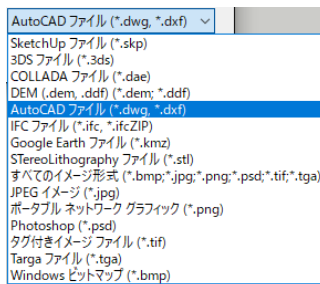 AutoCAD ファイル (*.dwg, *.dxf)
SketchUp ファイル (*.skp)
3DS ファイル (*.3ds)
COLLADA ファイル (*.dae)
DEM (.dem, .ddf) (*.dem; *.ddf)
AutoCAD ファイル (*.dwg, *.dxf)
IFC ファイル (*.ifc, *.ifcZIP)
Google Earth ファイル (*.kmz)
STereoLithography ファイル (*.stl)
すべてのイメージ形式 (*.bmp;*.jpg;*.png;*.psd;*.tif;*.tga)
JPEG イメージ (*.jpg)
ポータブル ネットワーク グラフィック (*.png)
Photoshop (*.psd)
タグ付きイメージ ファイル (*.tif)
Targa ファイル (*.tga)
Windows ビットマップ (*.bmp)